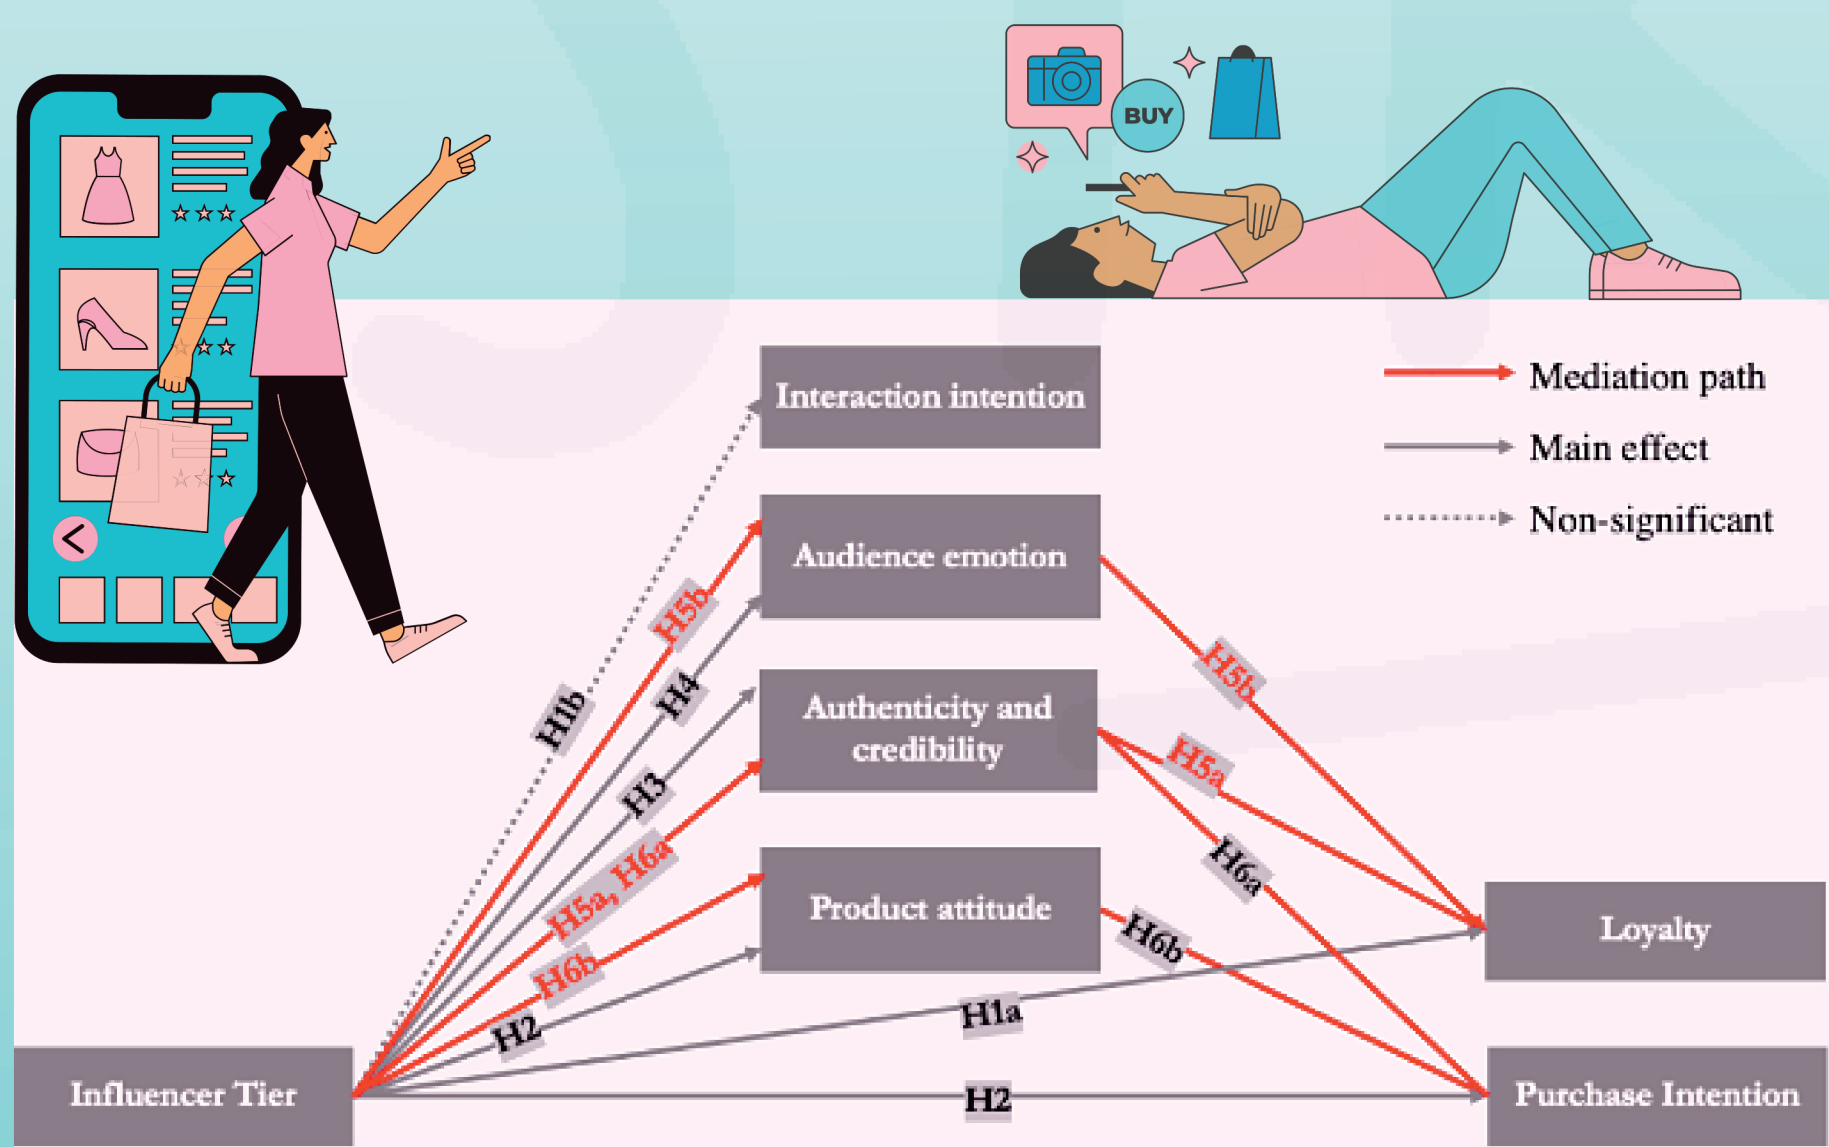 BUY
Interaction intention
Mediation path
Main effect
Non-significant
Audience emotion
H5b
H4
H1b
H5b
Authenticity and
credibility
H5a
H3
H5a, H6a
H6a
Product attitude
H6b
H6b
Loyalty
H2
H1a
Influencer Tier
H2
Purchase Intention